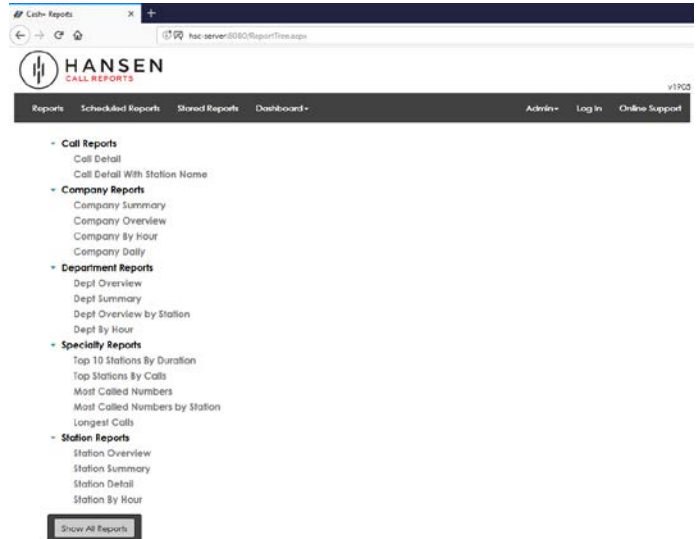 Cash+ Reports
hsc-server:8080/ReportTree.aspx
HANSEN
CALL REPORTS
v1905
Reports Scheduled Reports Stored Reports Dashboard Admin Log In Online Support
Call Reports
Call Detail
Call Detail With Station Name
Company Reports
Company Summary
Company Overview
Company By Hour
Company Daily
Department Reports
Dept Overview
Dept Summary
Dept Overview by Station
Dept By Hour
Specialty Reports
Top 10 Stations By Duration
Top Stations By Calls
Most Called Numbers
Most Called Numbers by Station
Longest Calls
Station Reports
Station Overview
Station Summary
Station Detail
Station By Hour
Show All Reports